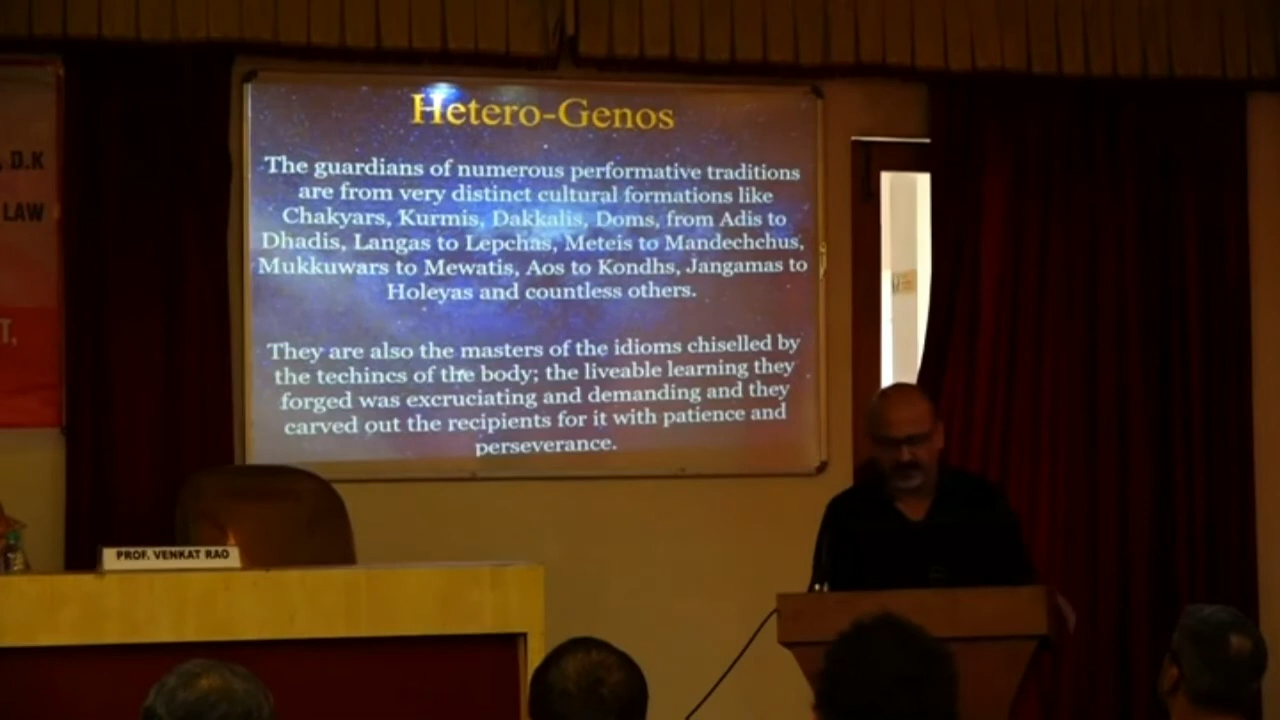 Hetero-Genos
The guardians of numerous performative traditions
are from very distinct cultural formations like
Chakyars, Kurmis, Dakkalis, Doms, from Adis to
Dhadis, Langas to Lepchas, Meteis to Mandechchus,
Mukkuwars to Mewatis, Aos to Kondhs, Jangamas to
Holeyas and countless others.
They are also the masters of the idioms chiselled by
the techincs of the body; the liveable learning they
forged was excruciating and demanding and they
carved out the recipients for it with patience and
perseverance.
, D.K
LAW
T,
PROF. VENKAT RAO